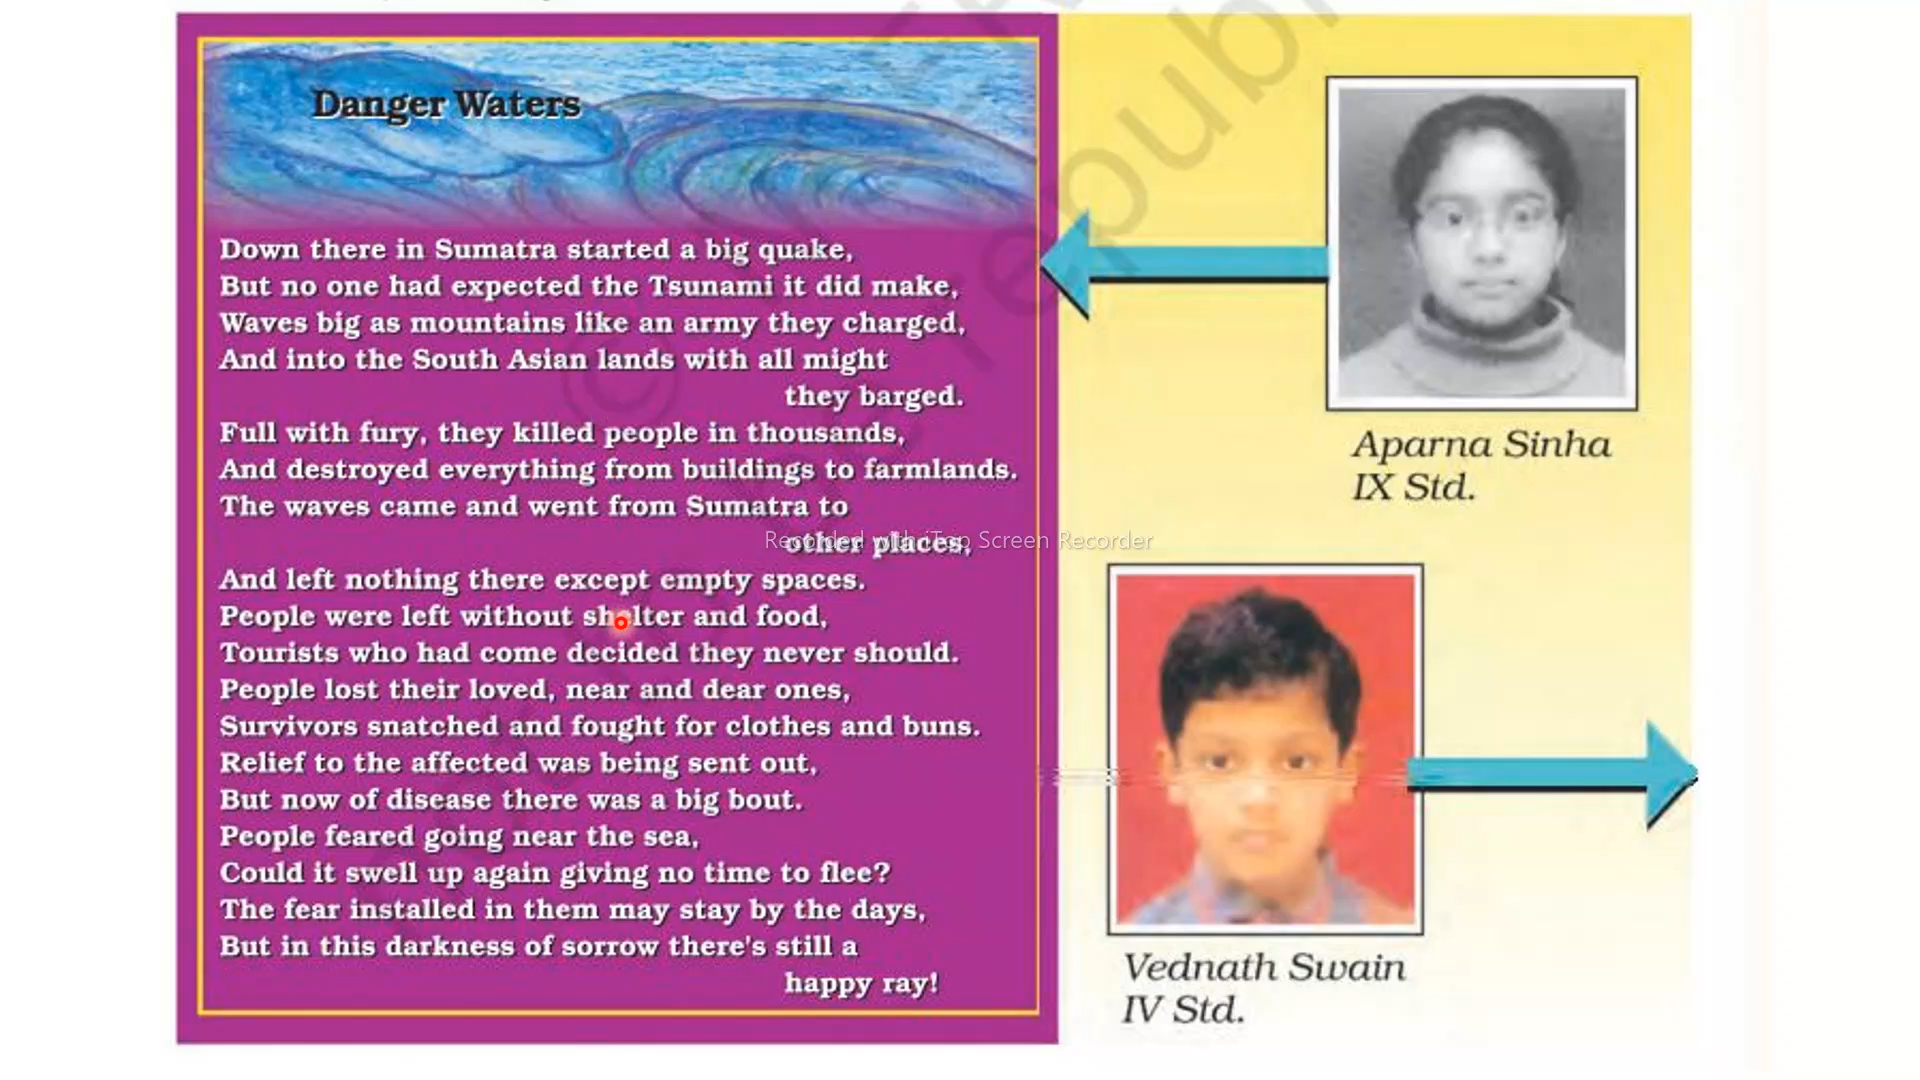 Danger Waters
Down there in Sumatra started a big quake,
But no one had expected the Tsunami it did make,
Waves big as mountains like an army they charged,
And into the South Asian lands with all might
they barged.
Full with fury, they killed people in thousands,
And destroyed everything from buildings to farmlands.
The waves came and went from Sumatra to
other places,
And left nothing there except empty spaces.
People were left without shelter and food,
Tourists who had come decided they never should.
People lost their loved, near and dear ones,
Survivors snatched and fought for clothes and buns.
Relief to the affected was being sent out,
But now of disease there was a big bout.
People feared going near the sea,
Could it swell up again giving no time to flee?
The fear installed in them may stay by the days,
But in this darkness of sorrow there's still a
happy ray!
Aparna Sinha
IX Std.
Vednath Swain
IV Std.
Recorded with iTop Screen Recorder